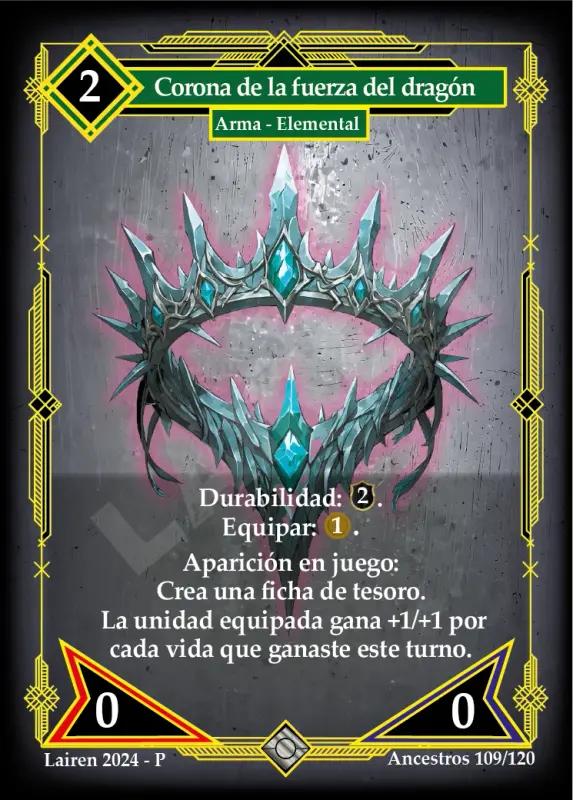 2
Corona de la fuerza del dragón
Arma - Elemental
Durabilidad: 2.
Equipar: 1.
Aparición en juego:
Crea una ficha de tesoro.
La unidad equipada gana +1/+1 por
cada vida que ganaste este turno.
0
0
Lairen 2024 - P
Ancestros 109/120